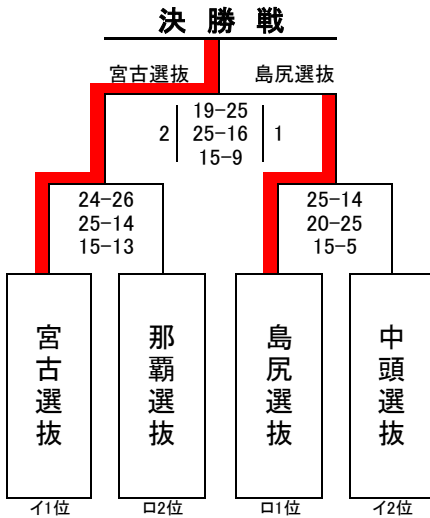 決勝戦
宮古選抜 島尻選抜
19-25
2 25-16 1
15-9
24-26 25-14
25-14 20-25
15-13 15-5
宮古選抜
那覇選抜
島尻選抜
中頭選抜
イ1位 ロ2位 ロ1位 イ2位